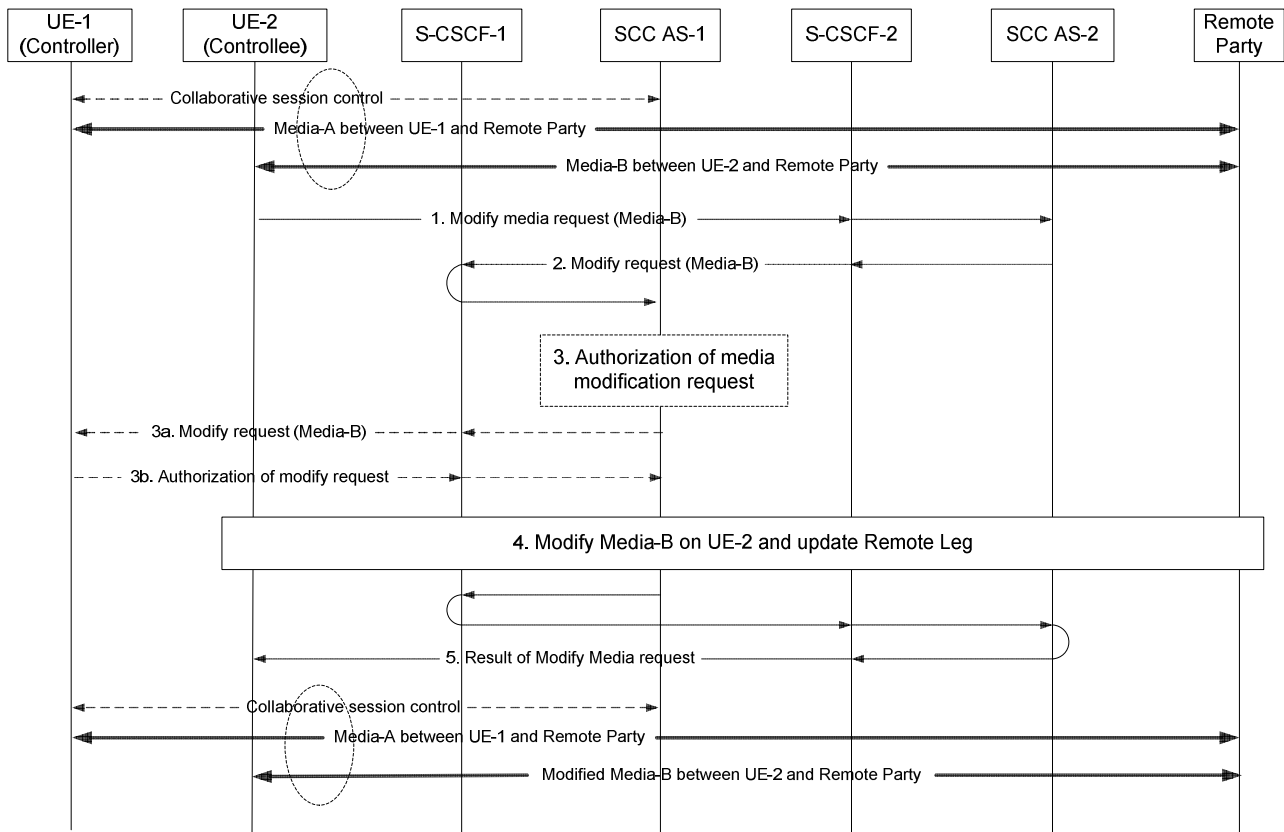 UE-1
(Controller)
UE-2
(Controllee)
S-CSCF-1
SCC AS-1
S-CSCF-2
SCC AS-2
Remote
Party
Collaborative session control
Media-A between UE-1 and Remote Party
Media-B between UE-2 and Remote Party
1. Modify media request (Media-B)
2. Modify request (Media-B)
3. Authorization of media
modification request
3a. Modify request (Media-B)
3b. Authorization of modify request
4. Modify Media-B on UE-2 and update Remote Leg
5. Result of Modify Media request
Collaborative session control
Media-A between UE-1 and Remote Party
Modified Media-B between UE-2 and Remote Party